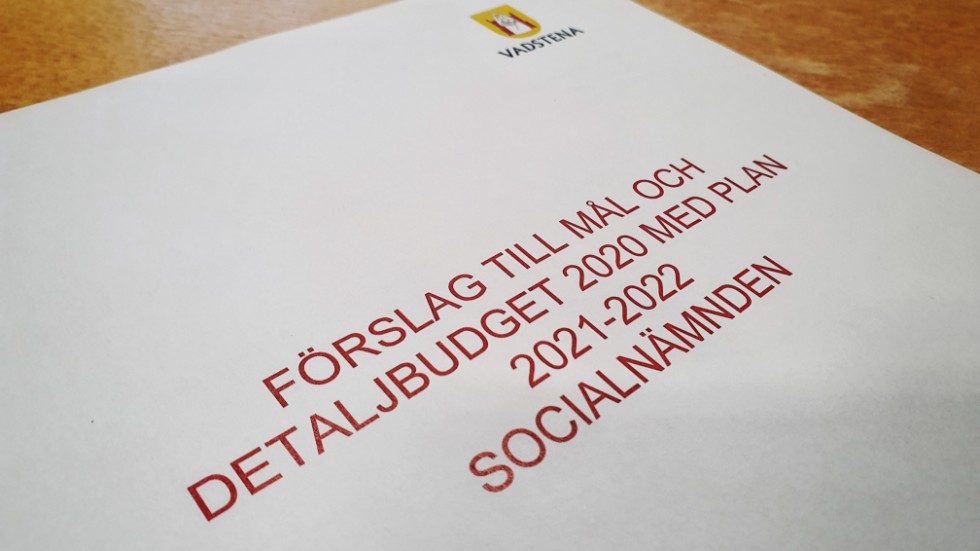 VADSTENA
FÖRSLAG TILL MÅL OCH
DETALJBUDGET 2020 MED PLAN
2021-2022
SOCIALNÄMNDEN